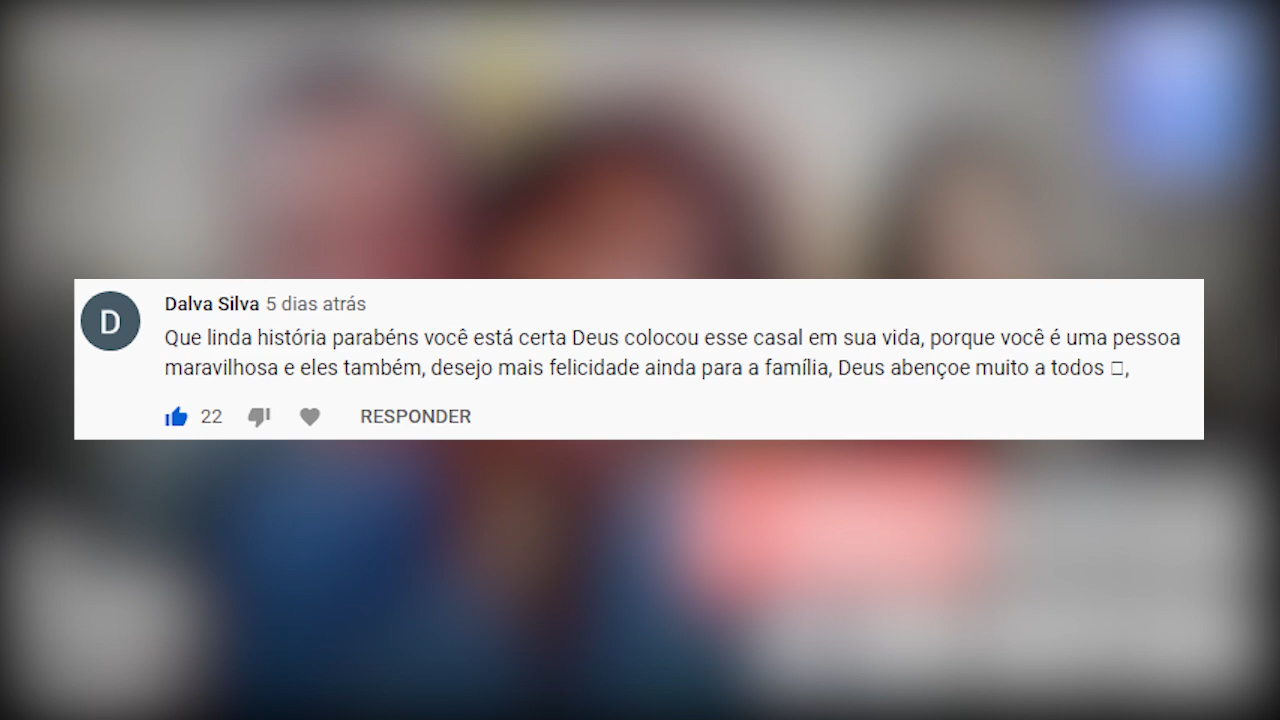 D
Dalva Silva 5 dias atrás
Que linda história parabéns você está certa Deus colocou esse casal em sua vida, porque você é uma pessoa
maravilhosa e eles também, desejo mais felicidade ainda para a família, Deus abençoe muito a todos □,
22 RESPONDER